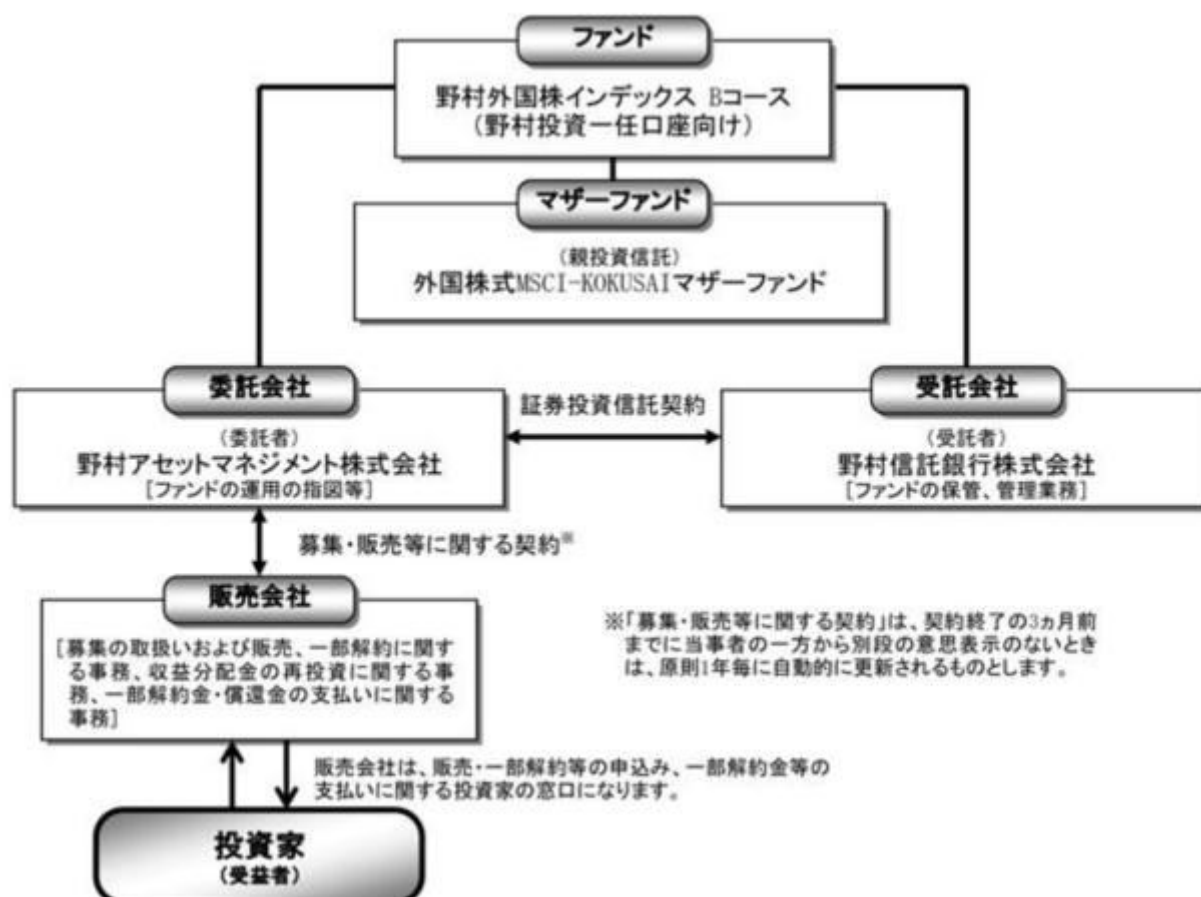 ファンド
野村外国株インデックス Bコース
(野村投資一任口座向け)
マザーファンド
(親投資信託)
外国株式MSCI-KOKUSAIマザーファンド
委託会社
(委託者)
野村アセットマネジメント株式会社
[ファンドの運用の指図等]
証券投資信託契約
受託会社
(受託者)
野村信託銀行株式会社
[ファンドの保管、管理業務]
募集・販売等に関する契約※
販売会社
[募集の取扱いおよび販売、一部解約に関す
る事務、収益分配金の再投資に関する事
務、一部解約金・償還金の支払いに関する
事務]
※「募集・販売等に関する契約」は、契約終了の3ヵ月前
までに当事者の一方から別段の意思表示のないとき
は、原則1年毎に自動的に更新されるものとします。
販売会社は、販売・一部解約等の申込み、一部解約金等の
支払いに関する投資家の窓口になります。
投資家
(受益者)